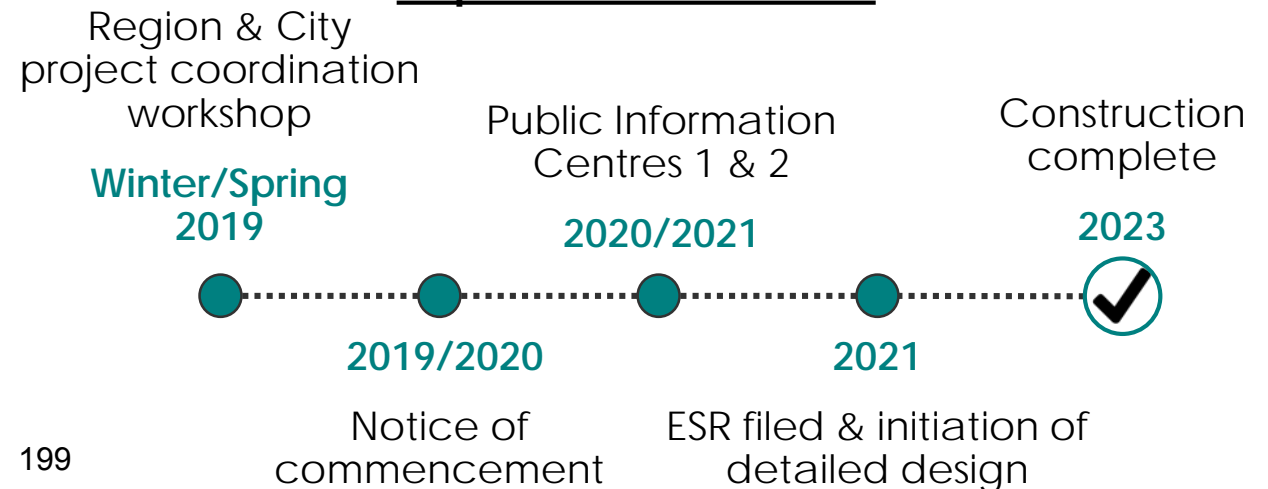 Region & City
project coordination
workshop
Winter/Spring
2019
Public Information
Centres 1 & 2
2020/2021
Construction
complete
2023
2019/2020
Notice of
commencement
2021
ESR filed & initiation of
detailed design
199